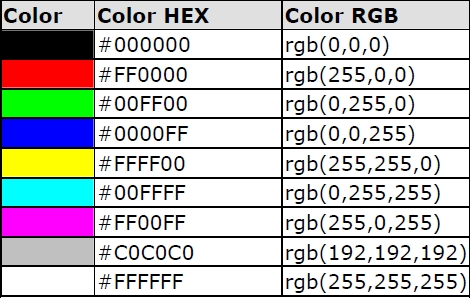 Color Color HEX Color RGB
#000000 rgb(0,0,0)
#FF0000 rgb(255,0,0)
#00FF00 rgb(0,255,0)
#0000FF rgb(0,0,255)
#FFFF00 rgb(255,255,0)
#00FFFF rgb(0,255,255)
#FF00FF rgb(255,0,255)
#C0C0C0 rgb(192,192,192)
#FFFFFF rgb(255,255,255)